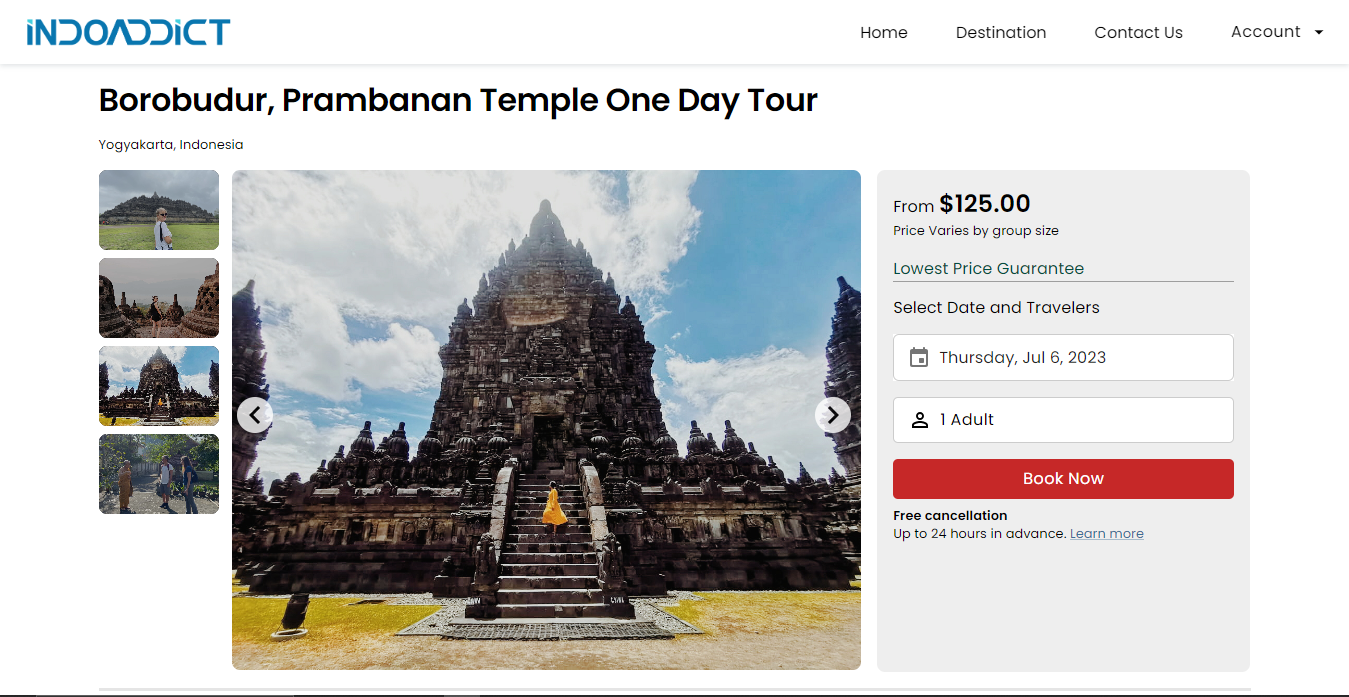 iNDOADDiCT
Home
Destination
Contact Us
Account
Borobudur, Prambanan Temple One Day Tour
Yogyakarta, Indonesia
From $125.00
Price Varies by group size
Lowest Price Guarantee
Select Date and Travelers
Thursday, Jul 6, 2023
1 Adult
Book Now
Free cancellation
Up to 24 hours in advance. Learn more